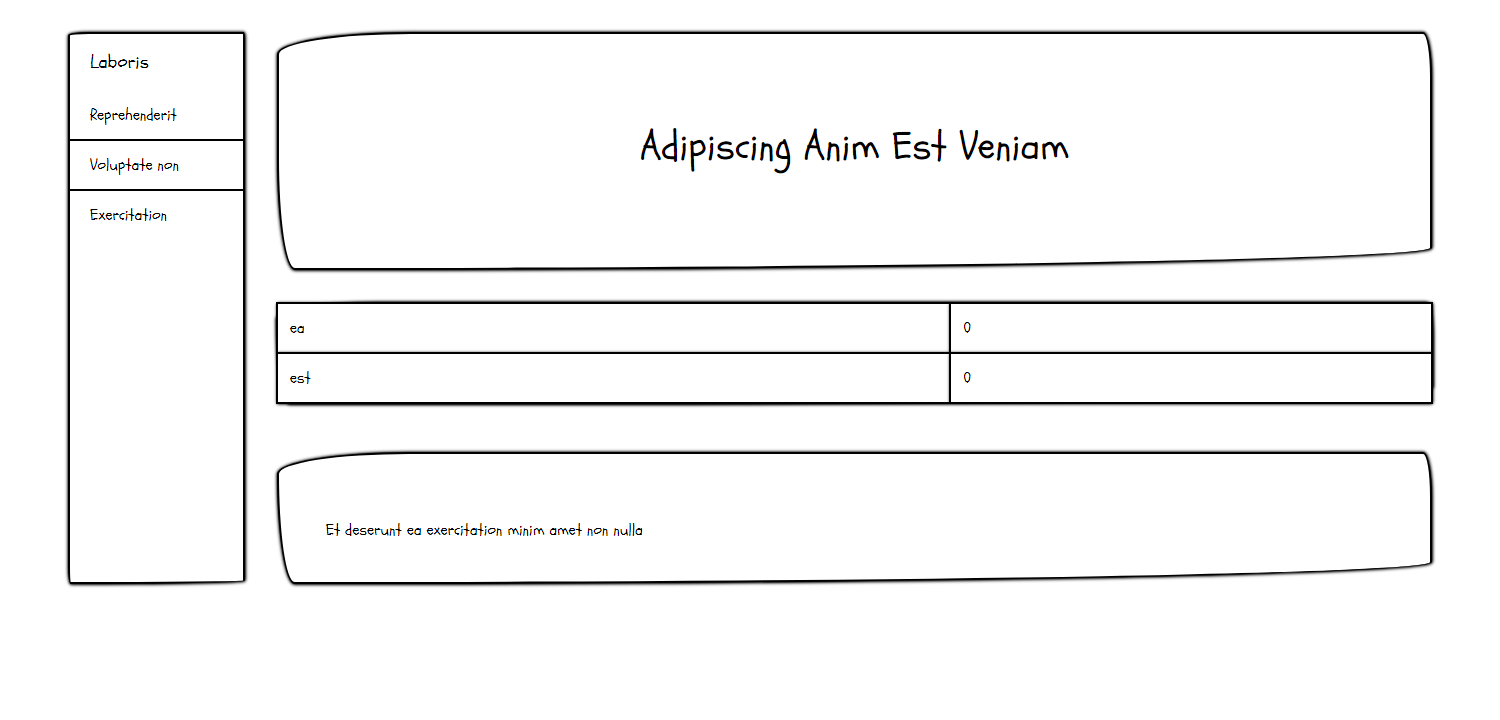 Laboris
Reprehenderit
Voluptate non
Exercitation
Adipiscing Anim Est Veniam
ea 0
est 0
Et deserunt ea exercitation minim amet non nulla